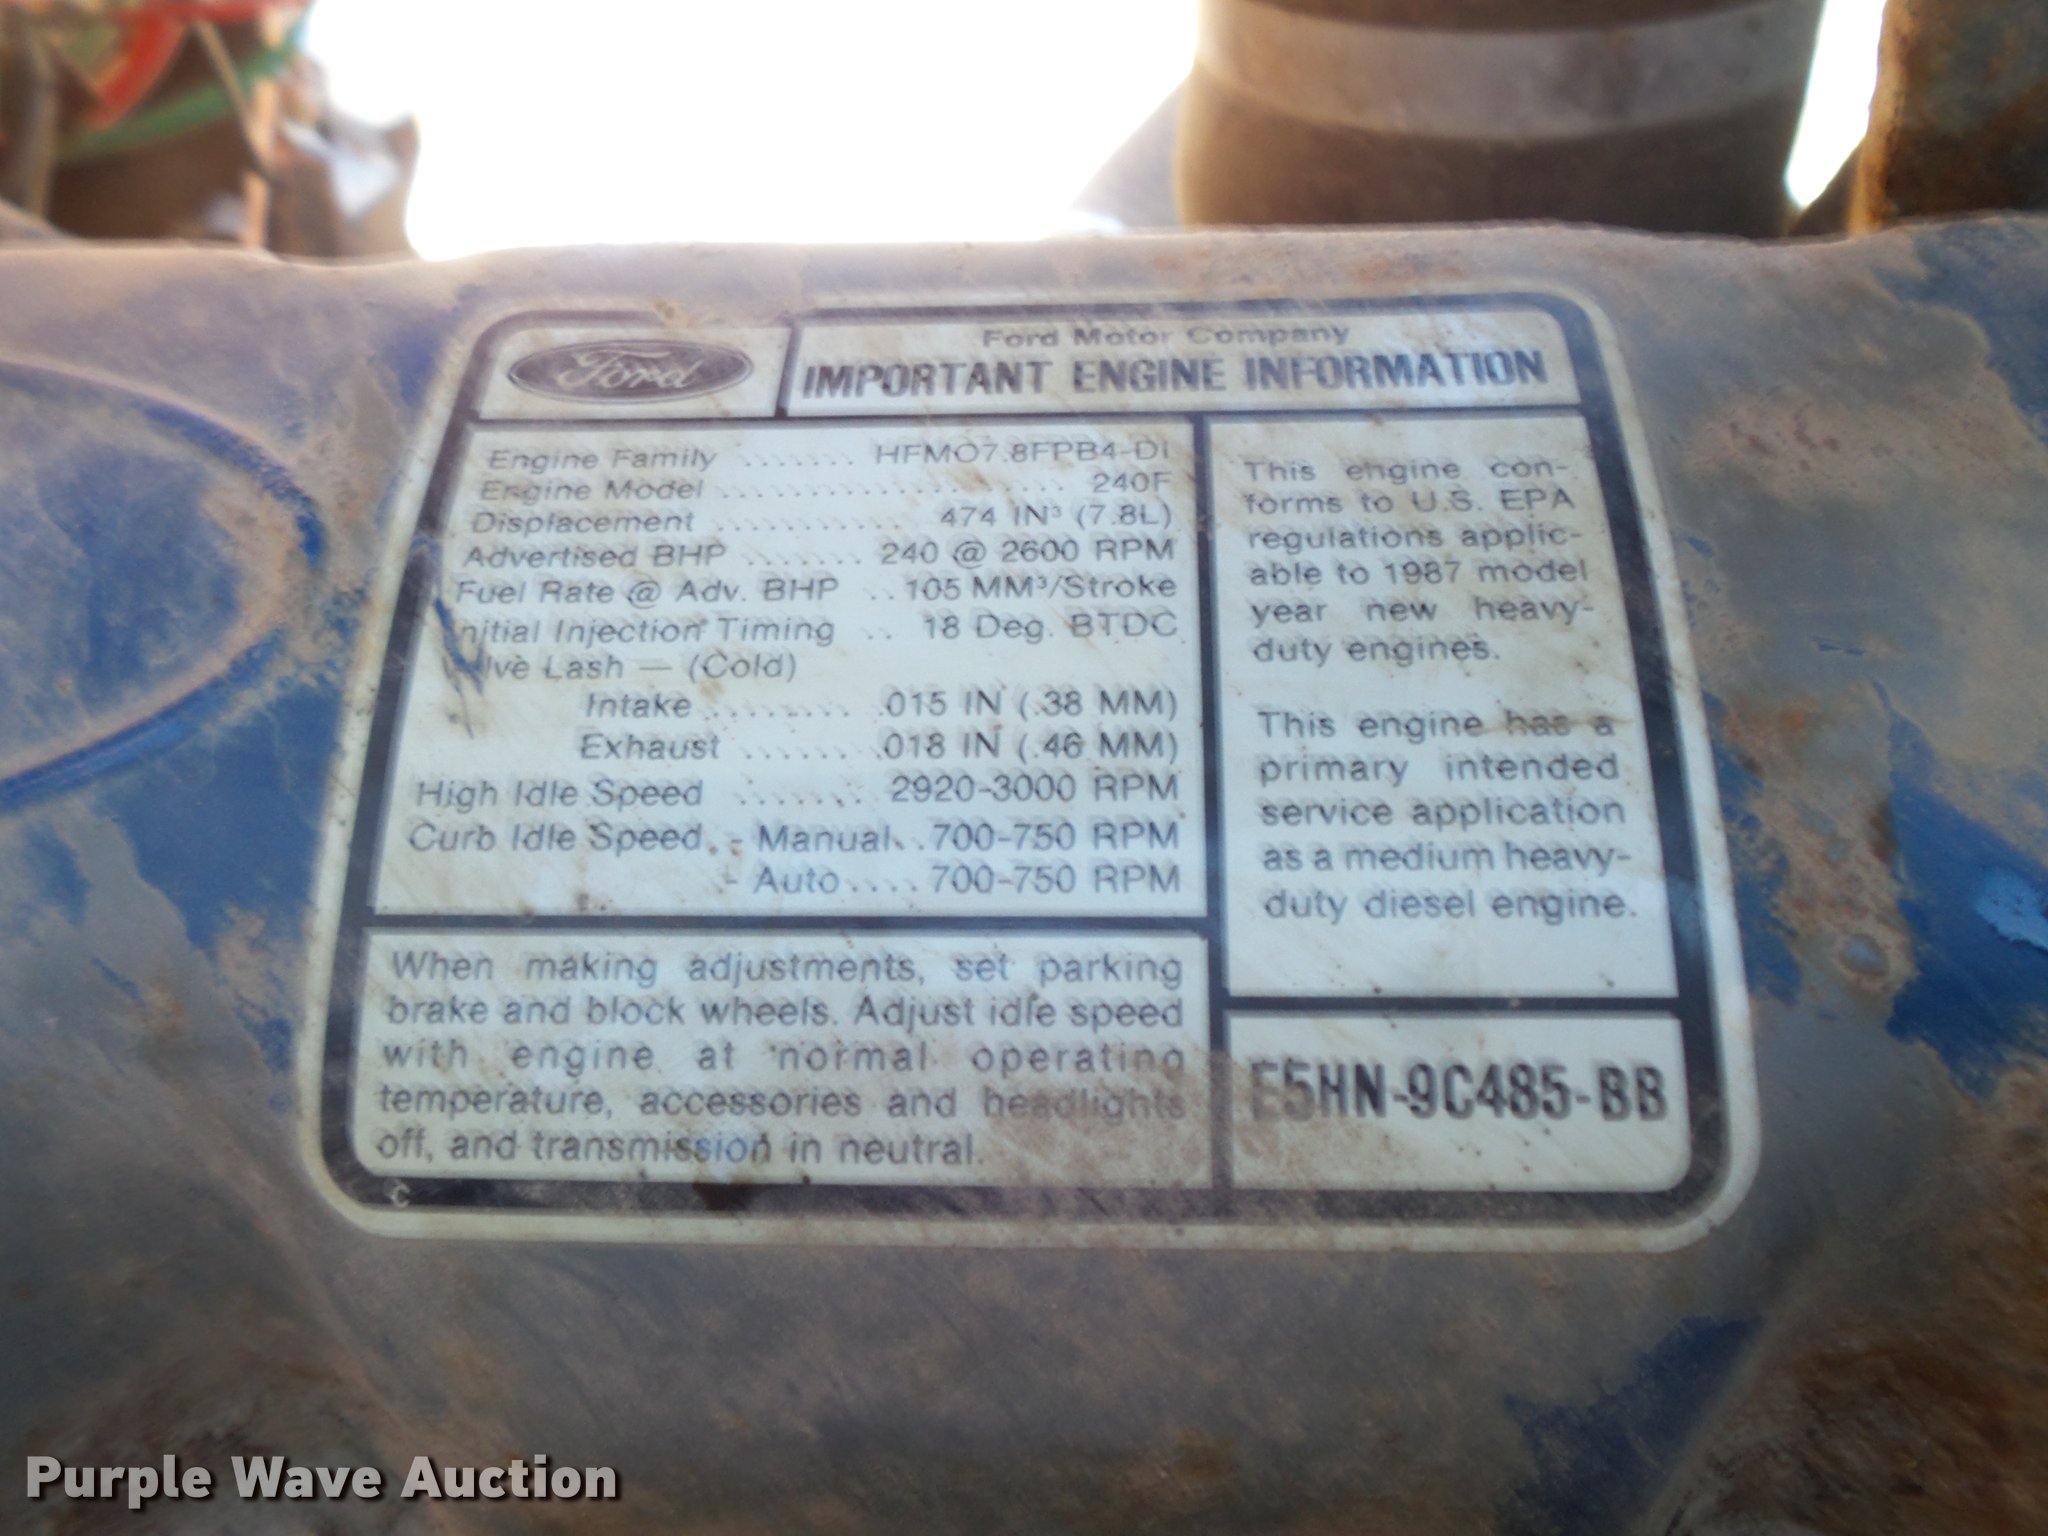 Ford
Ford Motor Company
IMPORTANT ENGINE INFORMATION
Engine Family ....... HFM07.8FPB4-DI
Engine Model ..................... 240F
Displacement ............ 474 IN³ (7.8L)
Advertised BHP ....... 240 @ 2600 RPM
Fuel Rate @ Adv. BHP .. 105 MM³/Stroke
Initial Injection Timing .. 18 Deg. BTDC
Valve Lash — (Cold)
Intake ......... .015 IN (.38 MM)
Exhaust ...... .018 IN (.46 MM)
High Idle Speed ....... 2920-3000 RPM
Curb Idle Speed. - Manual. . 700-750 RPM
- Auto .... 700-750 RPM
When making adjustments, set parking
brake and block wheels. Adjust idle speed
with engine at normal operating
temperature, accessories and headlights
off, and transmission in neutral.
C
This engine con-
forms to U.S. EPA
regulations applic-
able to 1987 model
year new heavy-
duty engines.
This engine has a
primary intended
service application
as a medium heavy-
duty diesel engine.
E5HN-9C485-BB
Purple Wave Auction